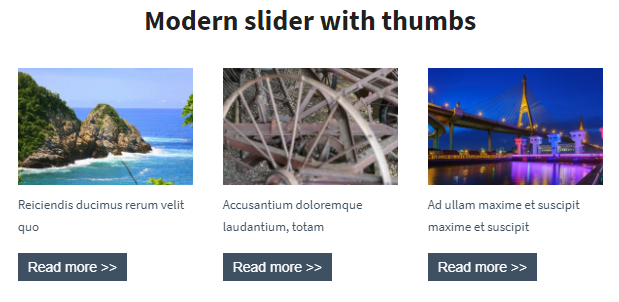 Modern slider with thumbs
Reiciendis ducimus rerum velit
quo
Read more >>
Accusantium doloremque
laudantium, totam
Read more >>
Ad ullam maxime et suscipit
maxime et suscipit
Read more >>